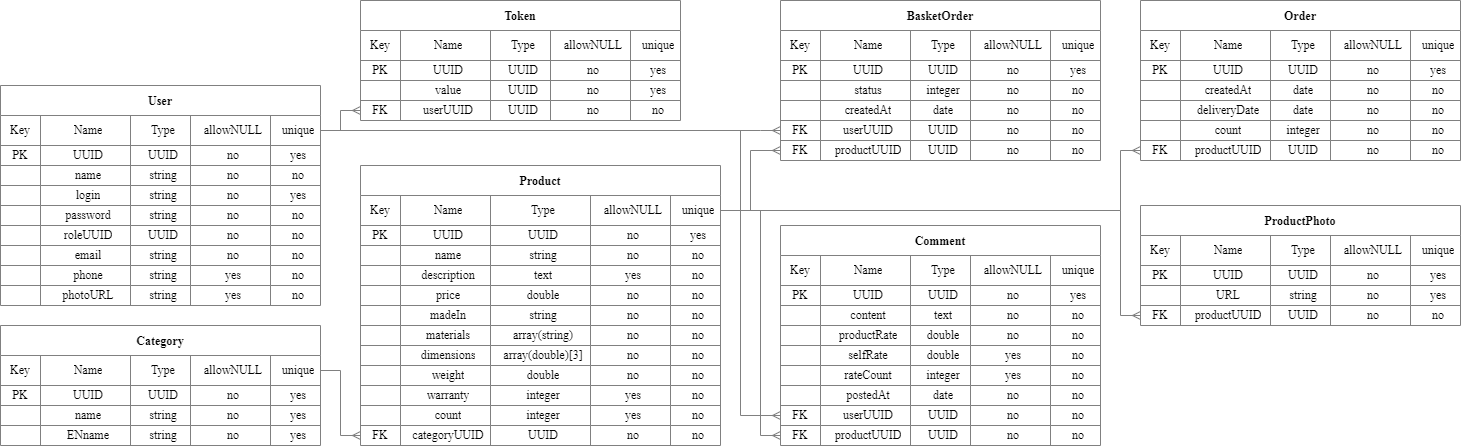 User
Key Name Type allowNULL unique
PK UUID UUID no yes
name string no no
login string no yes
password string no no
roleUUID UUID no no
email string no no
phone string yes no
photoURL string yes no
Category
Key Name Type allowNULL unique
PK UUID UUID no yes
name string no yes
ENname string no yes
Token
Key Name Type allowNULL unique
PK UUID UUID no yes
value UUID no yes
FK userUUID UUID no no
Product
Key Name Type allowNULL unique
PK UUID UUID no yes
name string no no
description text yes no
price double no no
madeIn string no no
materials array(string) no no
dimensions array(double)[3] no no
weight double no no
warranty integer yes no
count integer yes no
FK categoryUUID UUID no no
BasketOrder
Key Name Type allowNULL unique
PK UUID UUID no yes
status integer no no
createdAt date no no
FK userUUID UUID no no
FK productUUID UUID no no
Comment
Key Name Type allowNULL unique
PK UUID UUID no yes
content text no no
productRate double no no
selfRate double yes no
rateCount integer yes no
postedAt date no no
FK userUUID UUID no no
FK productUUID UUID no no
Order
Key Name Type allowNULL unique
PK UUID UUID no yes
createdAt date no no
deliveryDate date no no
count integer no no
FK productUUID UUID no no
ProductPhoto
Key Name Type allowNULL unique
PK UUID UUID no yes
URL string no yes
FK productUUID UUID no no